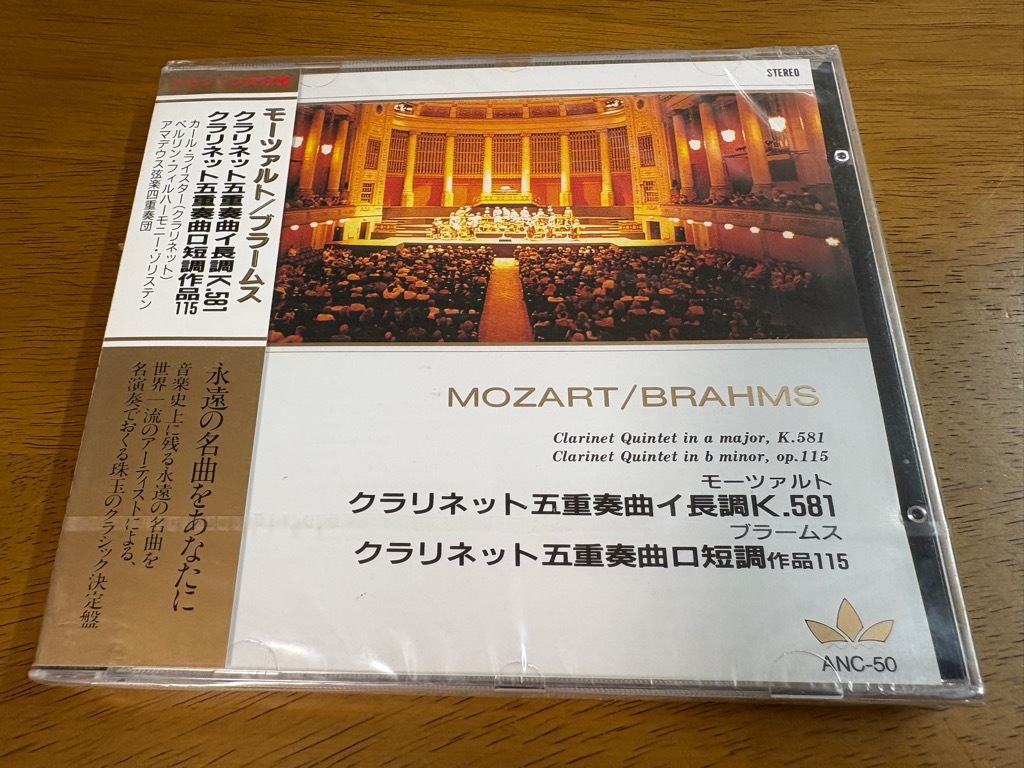 モーツァルト/ブラームス
クラリネット五重奏曲イ長調K.581
クラリネット五重奏曲ロ短調作品115
カール・ライスター(クラリネット)
ベルリン・フィルハーモニー・ゾリステン
アマデウス弦楽四重奏団
永遠の名曲をあなたに
音楽史上に残る永遠の名曲を
世界一流のアーティストによる、
名演奏でおくる珠玉のクラシック決定盤
STEREO
MOZART/BRAHMS
Clarinet Quintet in a major, K.581
Clarinet Quintet in b minor, op.115
モーツァルト
クラリネット五重奏曲イ長調K.581
ブラームス
クラリネット五重奏曲ロ短調作品115
ANC-50